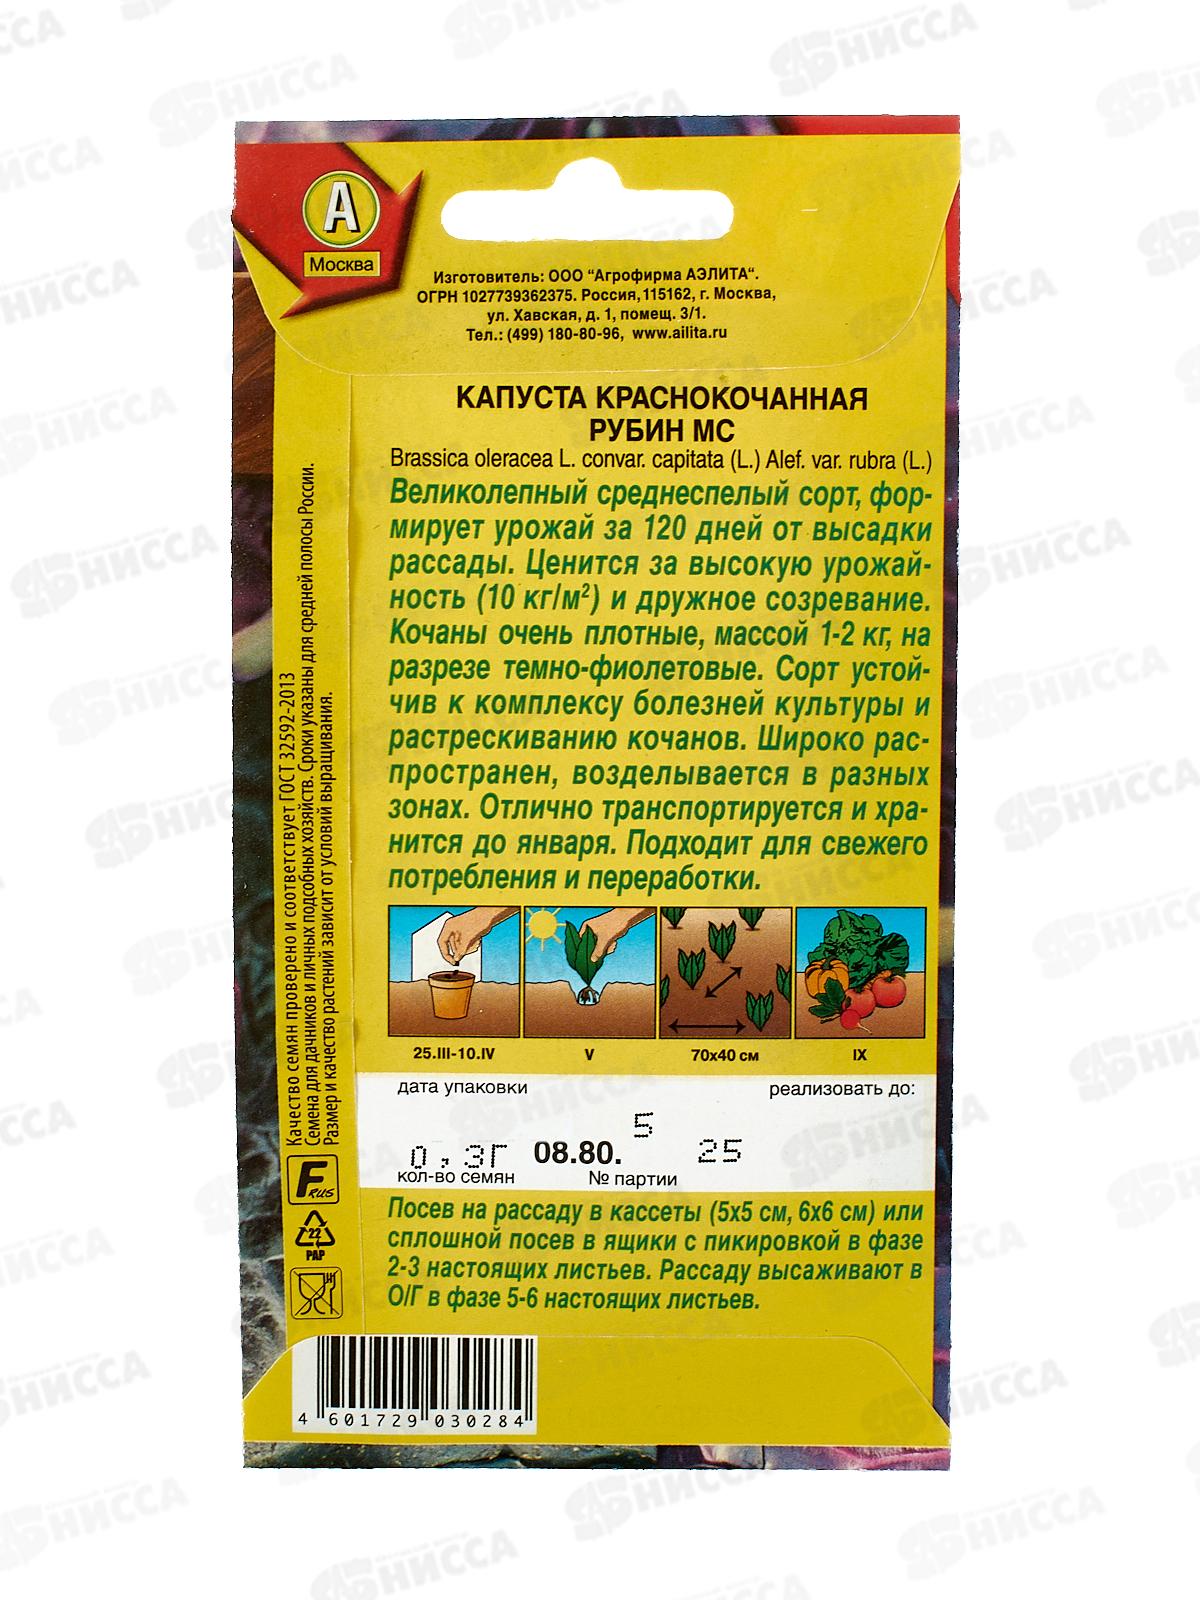 А
Москва
Изготовитель: ООО "Агрофирма АЭЛИТА".
ОГРН 1027739362375. Россия,115162, г. Москва,
ул. Хавская, д. 1, помещ. 3/1.
Тел.: (499) 180-80-96, www.ailita.ru
КАПУСТА КРАСНОКОЧАННАЯ
РУБИН МС
Brassica oleracea L. convar. capitata (L.) Alef. var. rubra (L.)
Великолепный среднеспелый сорт, фор-
мирует урожай за 120 дней от высадки
рассады. Ценится за высокую урожай-
ность (10 кг/м²) и дружное созревание.
Кочаны очень плотные, массой 1-2 кг, на
разрезе темно-фиолетовые. Сорт устой-
чив к комплексу болезней культуры и
растрескиванию кочанов. Широко рас-
пространен, возделывается в разных
зонах. Отлично транспортируется и хра-
нится до января. Подходит для свежего
потребления и переработки.
25.III-10.IV
V
70x40 см
IX
дата упаковки
реализовать до:
5
0,3Г 08.80. 25
кол-во семян
№ партии
Посев на рассаду в кассеты (5х5 см, 6х6 см) или
сплошной посев в ящики с пикировкой в фазе
2-3 настоящих листьев. Рассаду высаживают в
О/Г в фазе 5-6 настоящих листьев.
Качество семян проверено и соответствует ГОСТ 32592-2013
Семена для дачников и личных подсобных хозяйств. Сроки указаны для средней полосы России.
Размер и качество растений зависит от условий выращивания.
F RUS
22
PAP
4 601729 030284
НИССА